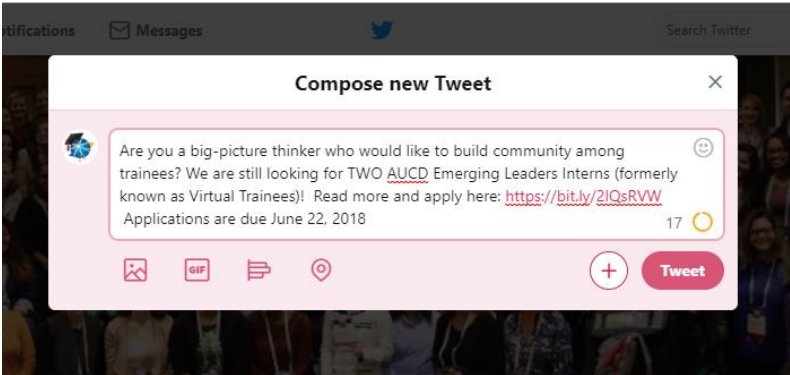 otifications Messages Search Twitter
Compose new Tweet
Are you a big-picture thinker who would like to build community among
trainees? We are still looking for TWO AUCD Emerging Leaders Interns (formerly
known as Virtual Trainees)!  Read more and apply here: https://bit.ly/2IQsRVW
Applications are due June 22, 2018
17
GIF
Tweet